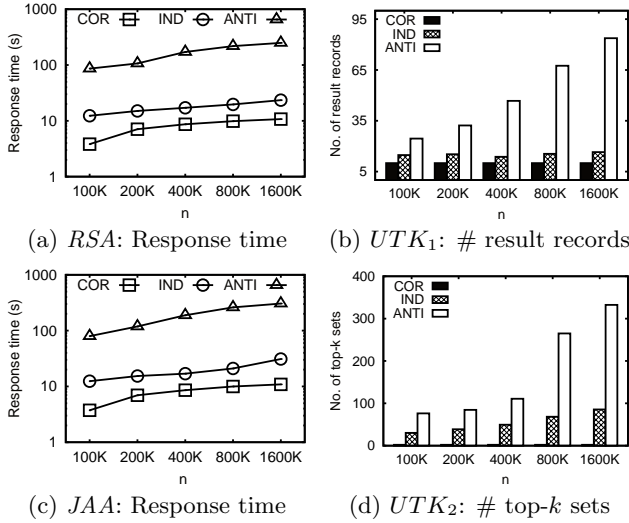 1000
100
10
1
Response time (s)
COR IND ANTI
100K 200K 400K 800K 1600K
n
(a) RSA: Response time
95
65
35
5
No. of result records
COR
IND
ANTI
100K 200K 400K 800K 1600K
n
(b) UTK₁: # result records
1000
100
10
1
Response time (s)
COR IND ANTI
100K 200K 400K 800K 1600K
n
(c) JAA: Response time
400
300
200
100
0
No. of top-k sets
COR
IND
ANTI
100K 200K 400K 800K 1600K
n
(d) UTK₂: # top-k sets